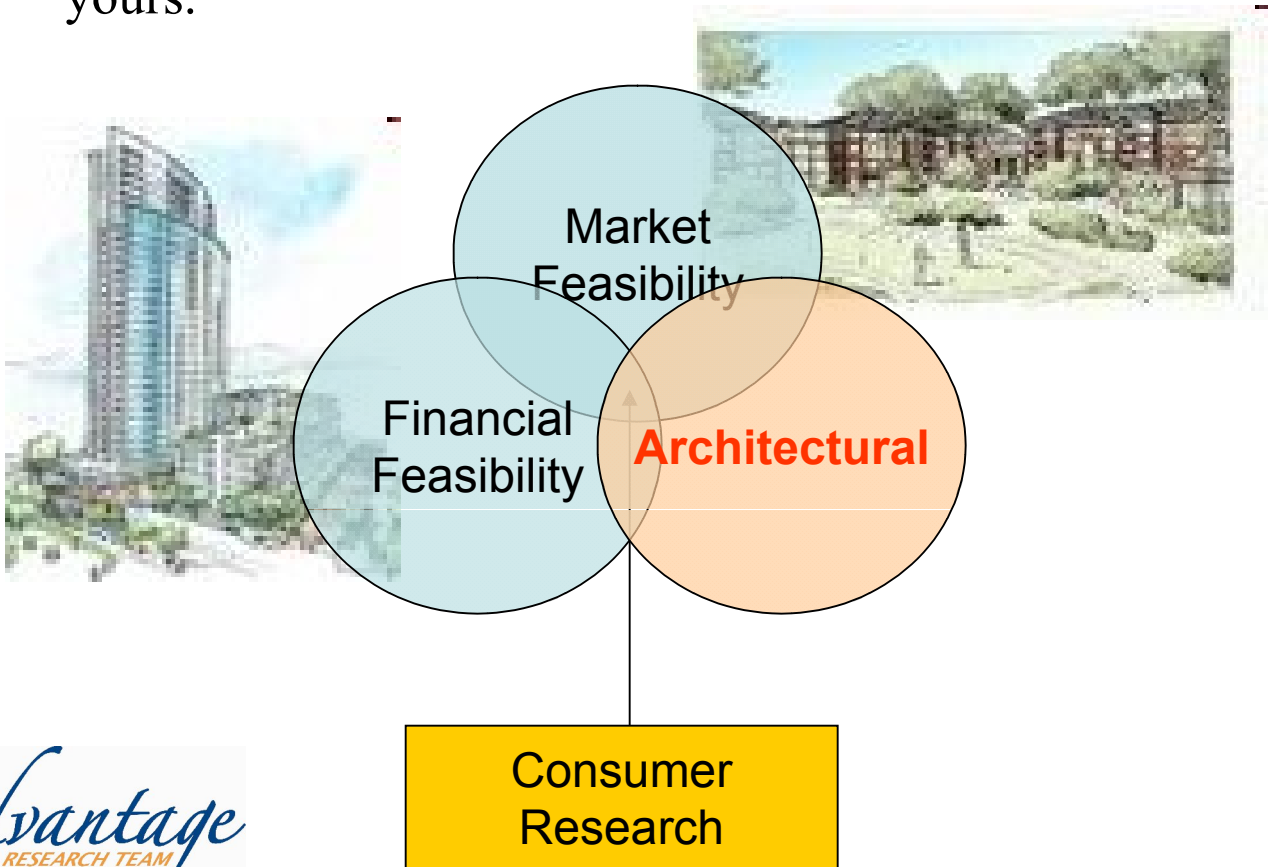 yours.
Market
Feasibility
Financial
Feasibility
Architectural
Consumer
Research
vantage
RESEARCH TEAM